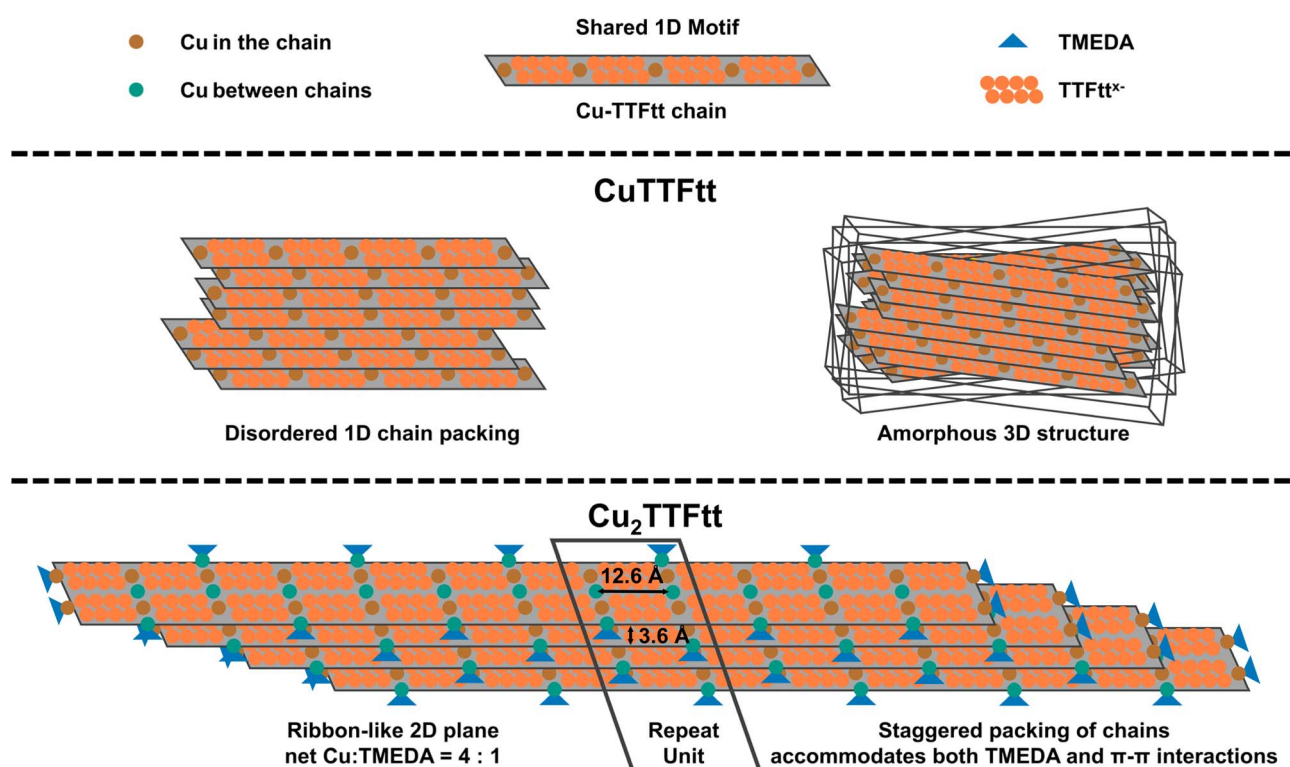 Cu in the chain
Cu between chains
Shared 1D Motif
Cu-TTFtt chain
TMEDA
TTFttˣ⁻
CuTTFtt
Disordered 1D chain packing
Amorphous 3D structure
Cu₂TTFtt
12.6 Å
3.6 Å
Ribbon-like 2D plane
net Cu:TMEDA = 4 : 1
Repeat
Unit
Staggered packing of chains
accommodates both TMEDA and π-π interactions